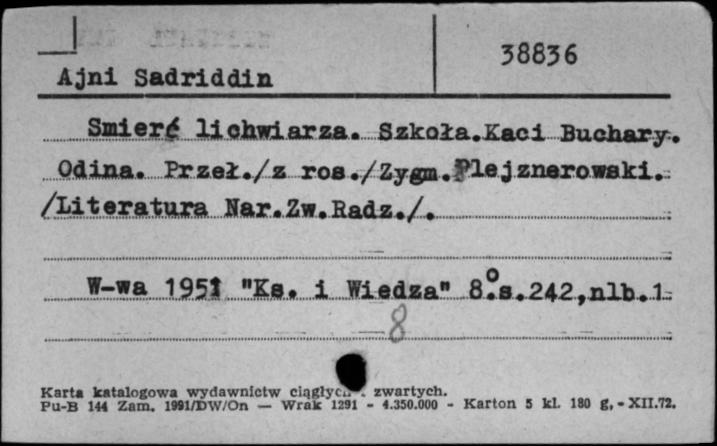 38836
Ajni Sadriddin
Smierć lichwiarza. Szkoła.Kaci Buchary.
Odina. Przeł./z ros./Zygm.Plejznerowski.
/Literatura Nar.Zw.Radz./.
W-wa 1951 "Ks. i Wiedza" 8°.s.242,nlb.1
8
Karta katalogowa wydawnictw zwartych.
Pu-B 144 Zam. 1991/DW/On — Wrak 1291 - 4.350.000 - Karton 5 kl. 180 g, - XII.72.